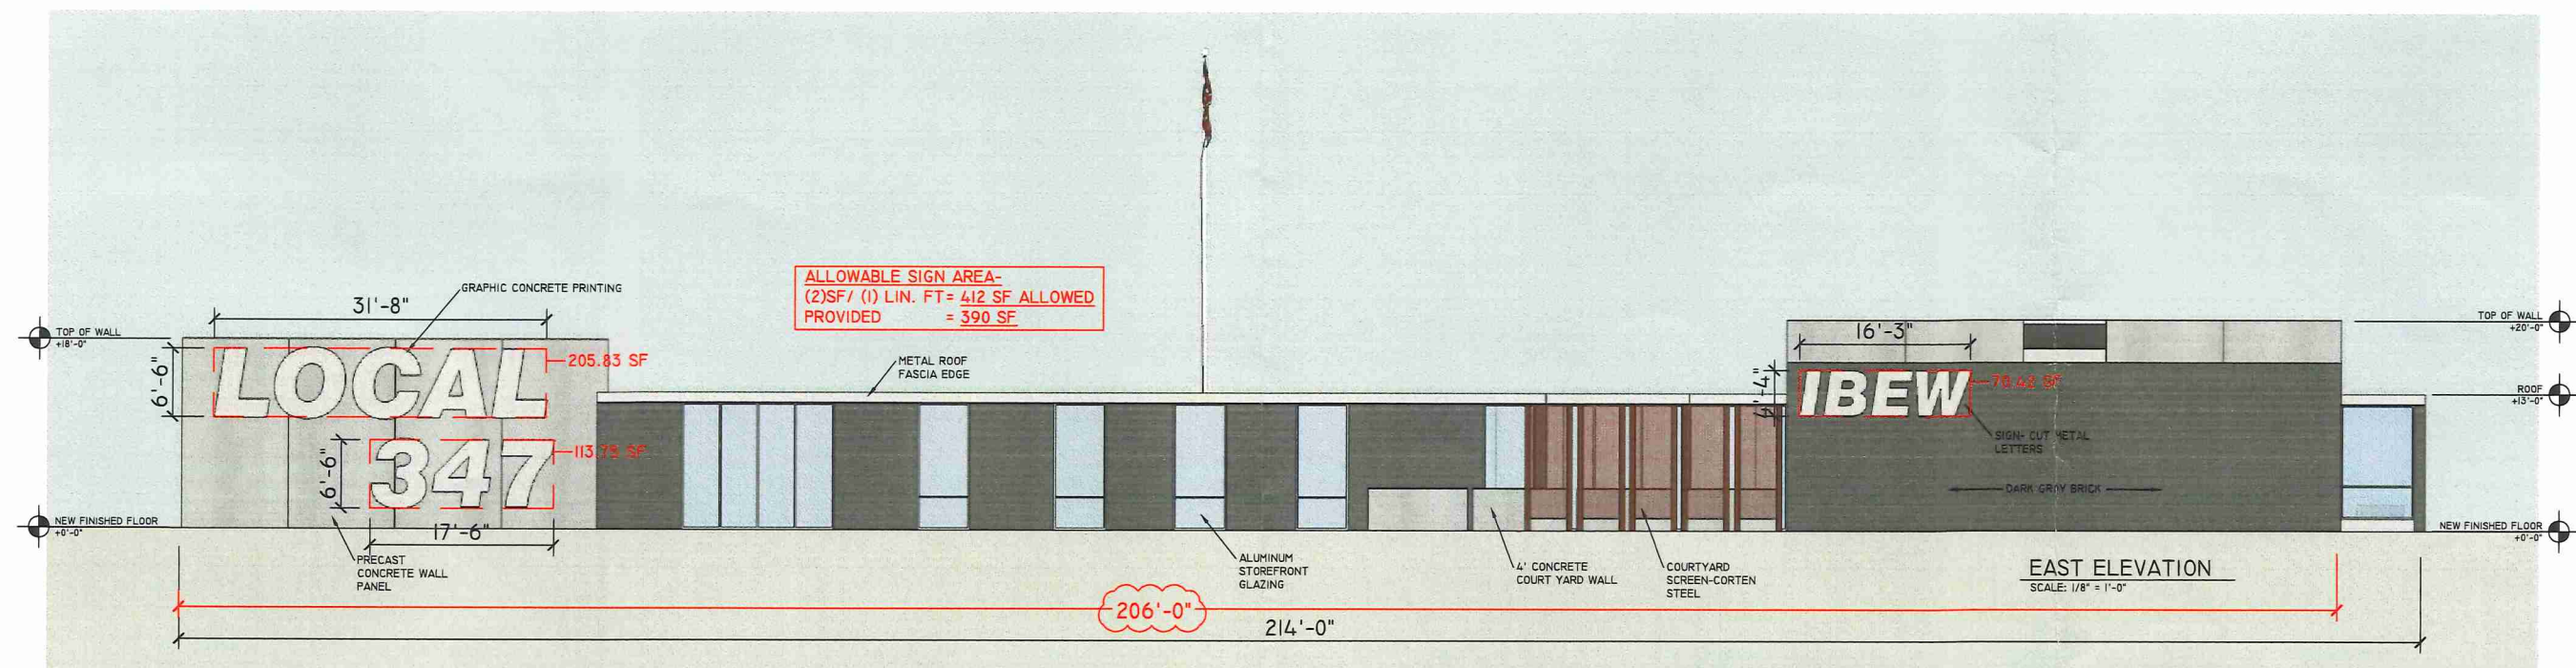 31'-8"
GRAPHIC CONCRETE PRINTING
TOP OF WALL
+18'-0"
6'-6"
LOCAL
205.83 SF
6'-6"
347
113.75 SF
17'-6"
NEW FINISHED FLOOR
+0'-0"
PRECAST
CONCRETE WALL
PANEL
ALLOWABLE SIGN AREA-
(2)SF/ (1) LIN. FT= 412 SF ALLOWED
PROVIDED = 390 SF
METAL ROOF
FASCIA EDGE
ALUMINUM
STOREFRONT
GLAZING
4' CONCRETE
COURT YARD WALL
COURTYARD
SCREEN-CORTEN
STEEL
16'-3"
4'-4"
IBEW
70.42 SF
SIGN- CUT METAL
LETTERS
DARK GRAY BRICK
TOP OF WALL
+20'-0"
ROOF
+13'-0"
NEW FINISHED FLOOR
+0'-0"
EAST ELEVATION
SCALE: 1/8" = 1'-0"
206'-0"
214'-0"